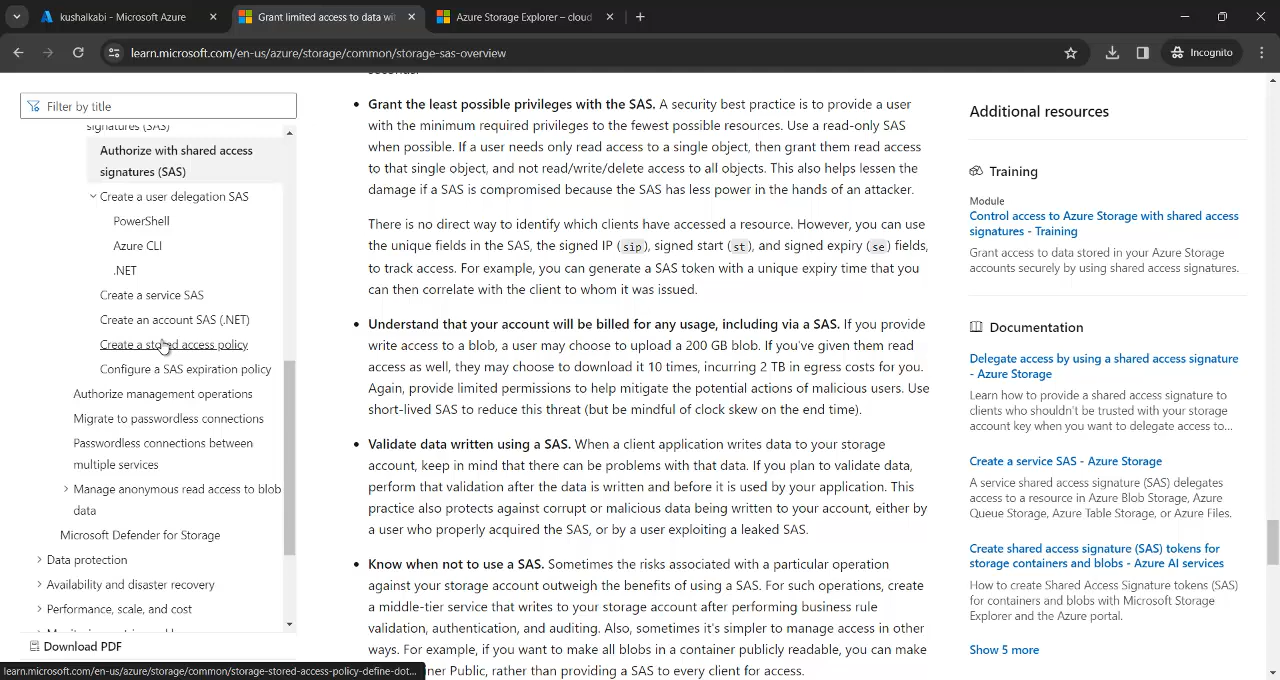 kushalkabi - Microsoft Azure
Grant limited access to data wi
Azure Storage Explorer – cloud
learn.microsoft.com/en-us/azure/storage/common/storage-sas-overview
Incognito
Filter by title
signatures (SAS)
Authorize with shared access
signatures (SAS)
Create a user delegation SAS
PowerShell
Azure CLI
.NET
Create a service SAS
Create an account SAS (.NET)
Create a stored access policy
Configure a SAS expiration policy
Authorize management operations
Migrate to passwordless connections
Passwordless connections between
multiple services
Manage anonymous read access to blob
data
Microsoft Defender for Storage
Data protection
Availability and disaster recovery
Performance, scale, and cost
Download PDF
learn.microsoft.com/en-us/azure/storage/common/storage-stored-access-policy-define-dot...
Grant the least possible privileges with the SAS. A security best practice is to provide a user
with the minimum required privileges to the fewest possible resources. Use a read-only SAS
when possible. If a user needs only read access to a single object, then grant them read access
to that single object, and not read/write/delete access to all objects. This also helps lessen the
damage if a SAS is compromised because the SAS has less power in the hands of an attacker.
There is no direct way to identify which clients have accessed a resource. However, you can use
the unique fields in the SAS, the signed IP (sip), signed start (st), and signed expiry (se) fields,
to track access. For example, you can generate a SAS token with a unique expiry time that you
can then correlate with the client to whom it was issued.
Understand that your account will be billed for any usage, including via a SAS. If you provide
write access to a blob, a user may choose to upload a 200 GB blob. If you've given them read
access as well, they may choose to download it 10 times, incurring 2 TB in egress costs for you.
Again, provide limited permissions to help mitigate the potential actions of malicious users. Use
short-lived SAS to reduce this threat (but be mindful of clock skew on the end time).
Validate data written using a SAS. When a client application writes data to your storage
account, keep in mind that there can be problems with that data. If you plan to validate data,
perform that validation after the data is written and before it is used by your application. This
practice also protects against corrupt or malicious data being written to your account, either by
a user who properly acquired the SAS, or by a user exploiting a leaked SAS.
Know when not to use a SAS. Sometimes the risks associated with a particular operation
against your storage account outweigh the benefits of using a SAS. For such operations, create
a middle-tier service that writes to your storage account after performing business rule
validation, authentication, and auditing. Also, sometimes it's simpler to manage access in other
ways. For example, if you want to make all blobs in a container publicly readable, you can make
iner Public, rather than providing a SAS to every client for access.
Additional resources
Training
Module
Control access to Azure Storage with shared access
signatures - Training
Grant access to data stored in your Azure Storage
accounts securely by using shared access signatures.
Documentation
Delegate access by using a shared access signature
- Azure Storage
Learn how to provide a shared access signature to
clients who shouldn't be trusted with your storage
account key when you want to delegate access to...
Create a service SAS - Azure Storage
A service shared access signature (SAS) delegates
access to a resource in Azure Blob Storage, Azure
Queue Storage, Azure Table Storage, or Azure Files.
Create shared access signature (SAS) tokens for
storage containers and blobs - Azure AI services
How to create Shared Access Signature tokens (SAS)
for containers and blobs with Microsoft Storage
Explorer and the Azure portal.
Show 5 more